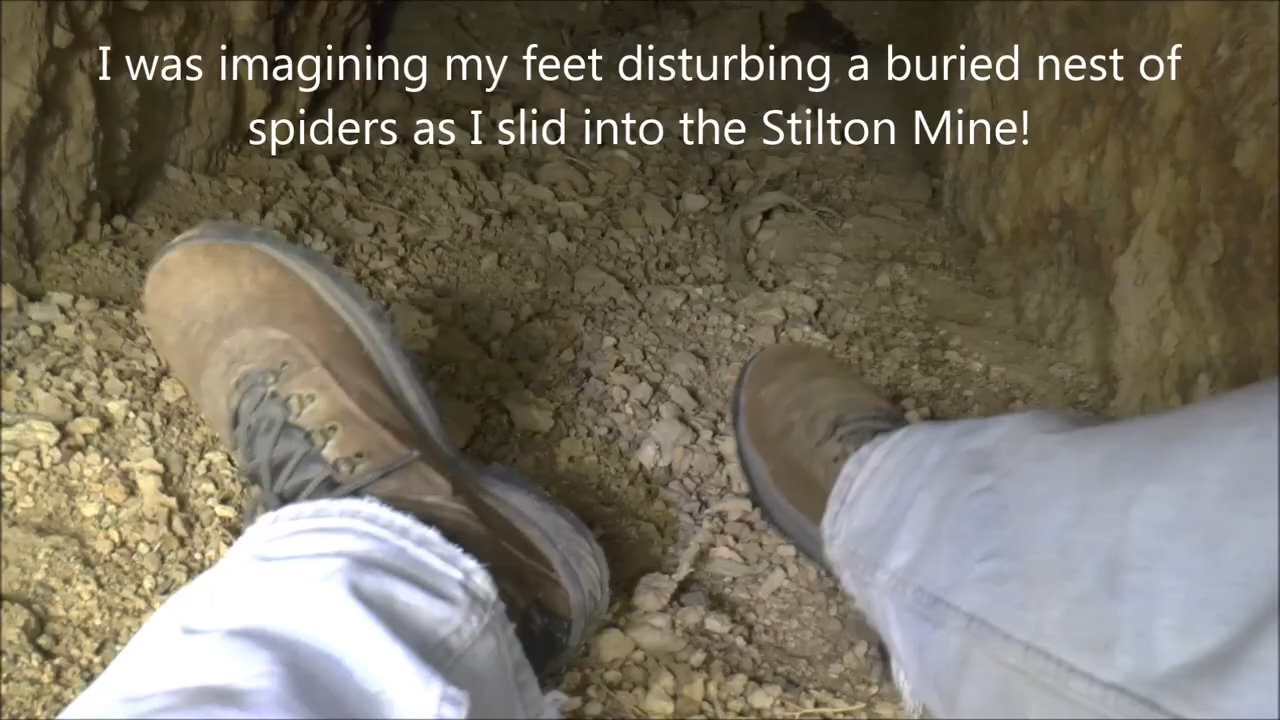 I was imagining my feet disturbing a buried nest of
spiders as I slid into the Stilton Mine!